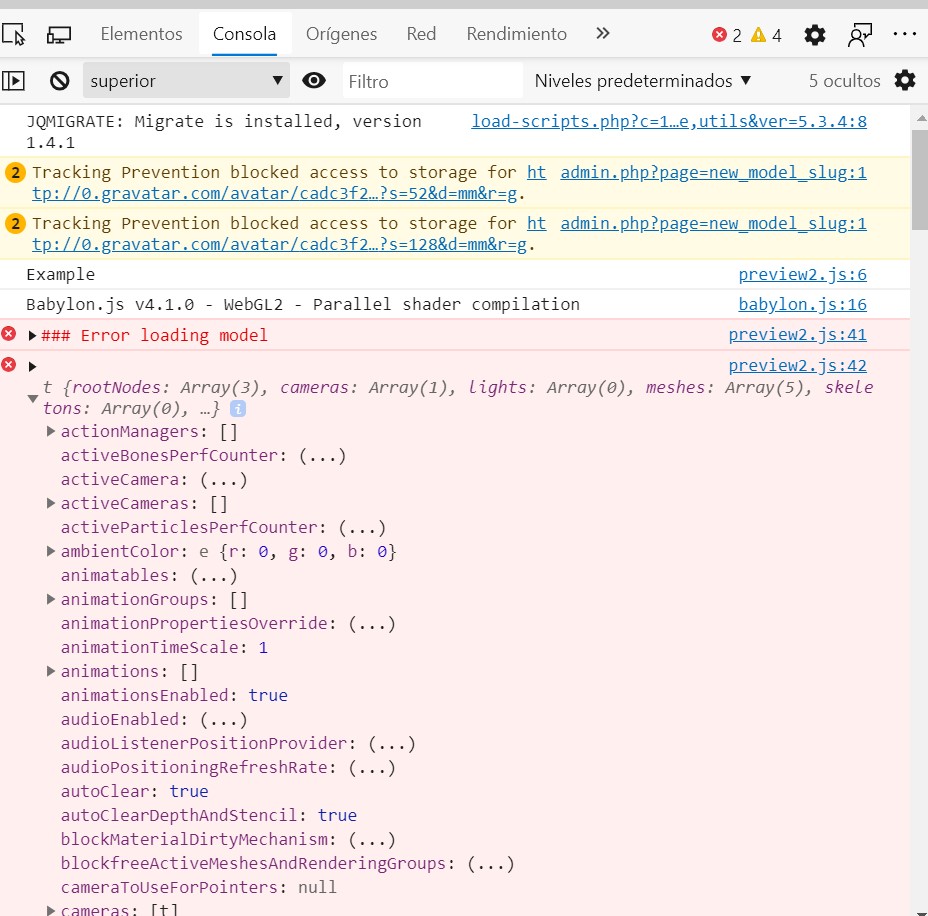 Elementos Consola Orígenes Red Rendimiento » 2 4 ···
superior ▼ Filtro Niveles predeterminados ▼ 5 ocultos
JQMIGRATE: Migrate is installed, version load-scripts.php?c=1…e,utils&ver=5.3.4:8
1.4.1
2 Tracking Prevention blocked access to storage for ht admin.php?page=new_model_slug:1
tp://0.gravatar.com/avatar/cadc3f2…?s=52&d=mm&r=g.
2 Tracking Prevention blocked access to storage for ht admin.php?page=new_model_slug:1
tp://0.gravatar.com/avatar/cadc3f2…?s=128&d=mm&r=g.
Example preview2.js:6
Babylon.js v4.1.0 - WebGL2 - Parallel shader compilation babylon.js:16
### Error loading model preview2.js:41
preview2.js:42
t {rootNodes: Array(3), cameras: Array(1), lights: Array(0), meshes: Array(5), skele
tons: Array(0), …} i
actionManagers: []
activeBonesPerfCounter: (...)
activeCamera: (...)
activeCameras: []
activeParticlesPerfCounter: (...)
ambientColor: e {r: 0, g: 0, b: 0}
animatables: (...)
animationGroups: []
animationPropertiesOverride: (...)
animationTimeScale: 1
animations: []
animationsEnabled: true
audioEnabled: (...)
audioListenerPositionProvider: (...)
audioPositioningRefreshRate: (...)
autoClear: true
autoClearDepthAndStencil: true
blockMaterialDirtyMechanism: (...)
blockfreeActiveMeshesAndRenderingGroups: (...)
cameraToUseForPointers: null
cameras: [t]